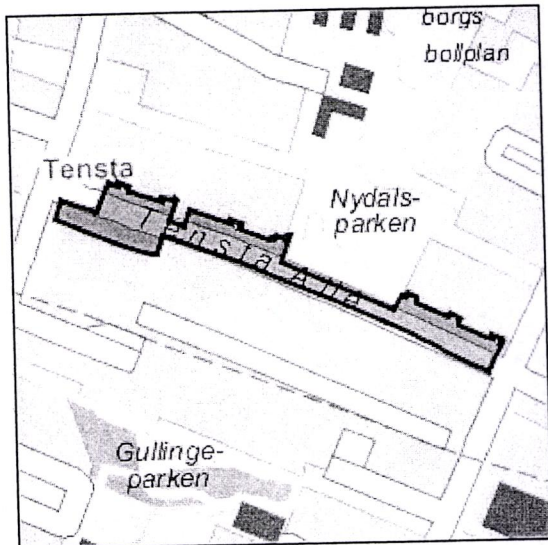 borgs
bollplan
Tensta
Nydals-
parken
Tensta Allé
Gullinge-
parken